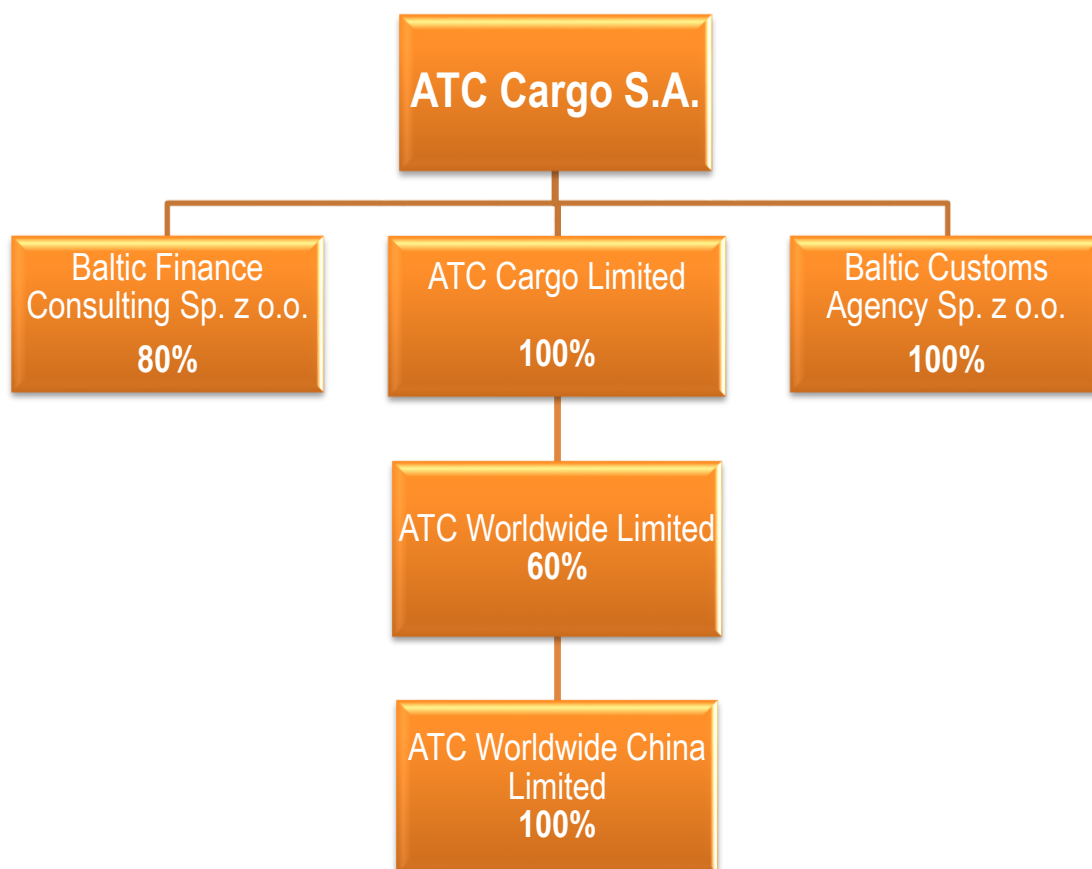 ATC Cargo S.A.
Baltic Finance
Consulting Sp. z o.o.
80%
ATC Cargo Limited
100%
Baltic Customs
Agency Sp. z o.o.
100%
ATC Worldwide Limited
60%
ATC Worldwide China
Limited
100%